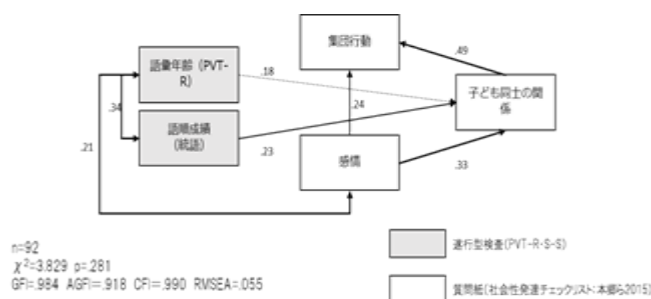 集団行動
語彙年齢（PVT-
R）
.18
.49
子ども同士の関
係
.34
.24
語順成績
（統語）
.23
.21
感情
.33
n=92
χ²=3.829 p=.281
GFI=.984 AGFI=.918 CFI=.990 RMSEA=.055
遂行型検査(PVT-R・S-S)
質問紙(社会性発達チェックリスト:本郷ら2015)